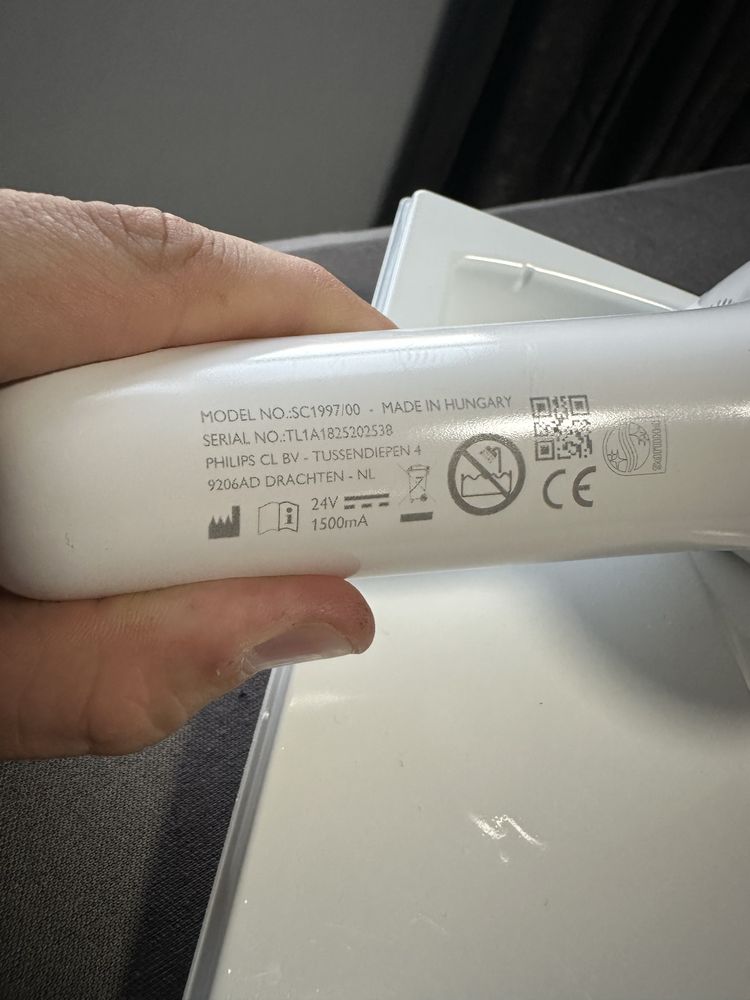 MODEL NO.:SC1997/00 - MADE IN HUNGARY
SERIAL NO.:TL1A1825202538
PHILIPS CL BV - TUSSENDIEPEN 4
9206AD DRACHTEN - NL
24V
1500mA
CE
PHILIPS